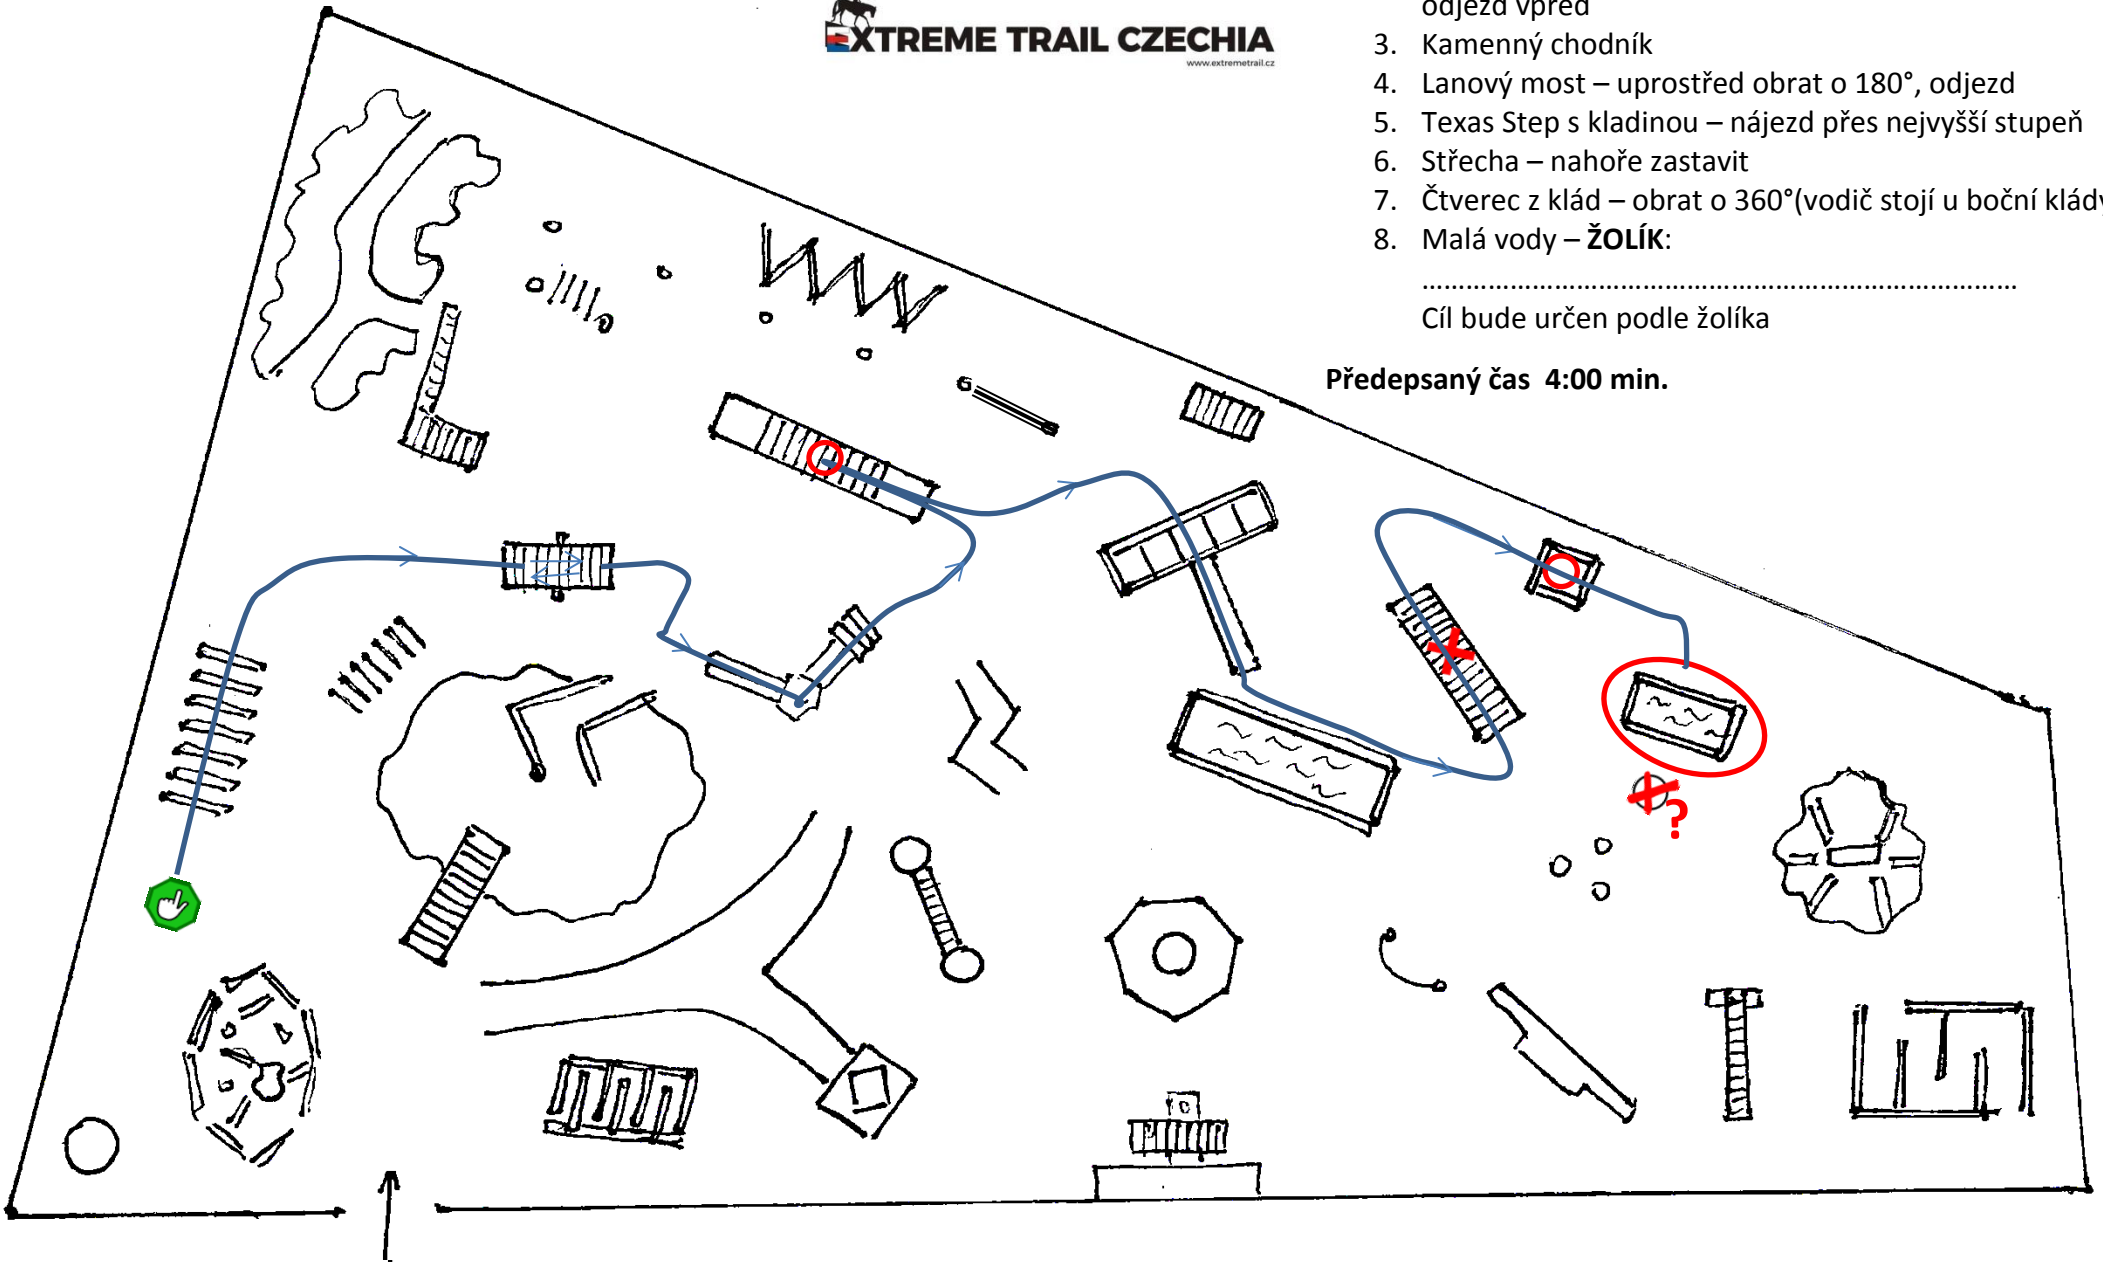 EXTREME TRAIL CZECHIA
www.extremetrail.cz
odjezd vpřed
3. Kamenný chodník
4. Lanový most – uprostřed obrat o 180°, odjezd
5. Texas Step s kladinou – nájezd přes nejvyšší stupeň
6. Střecha – nahoře zastavit
7. Čtverec z klád – obrat o 360°(vodič stojí u boční klády
8. Malá vody – ŽOLÍK:
………………………………………………………………………
Cíl bude určen podle žolíka
Předepsaný čas 4:00 min.
?